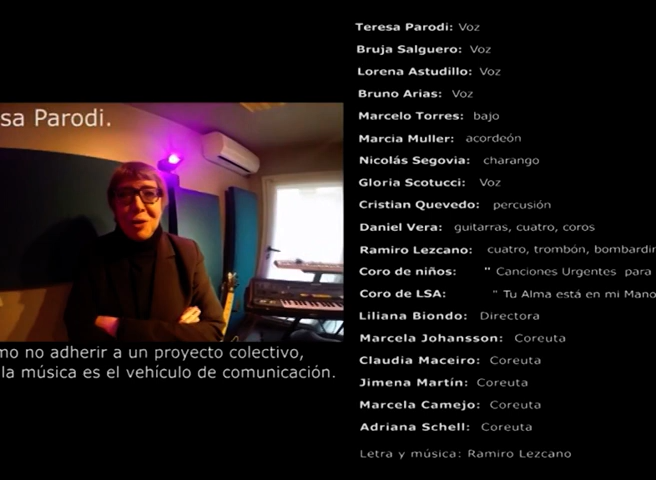 sa Parodi.
mo no adherir a un proyecto colectivo,
la música es el vehículo de comunicación.
Teresa Parodi: Voz
Bruja Salguero: Voz
Lorena Astudillo: Voz
Bruno Arias: Voz
Marcelo Torres: bajo
Marcia Muller: acordeón
Nicolás Segovia: charango
Gloria Scotucci: Voz
Cristian Quevedo: percusión
Daniel Vera: guitarras, cuatro, coros
Ramiro Lezcano: cuatro, trombón, bombardin
Coro de niños: " Canciones Urgentes para
Coro de LSA: " Tu Alma está en mi Mano
Liliana Biondo: Directora
Marcela Johansson: Coreuta
Claudia Maceiro: Coreuta
Jimena Martín: Coreuta
Marcela Camejo: Coreuta
Adriana Schell: Coreuta
Letra y música: Ramiro Lezcano